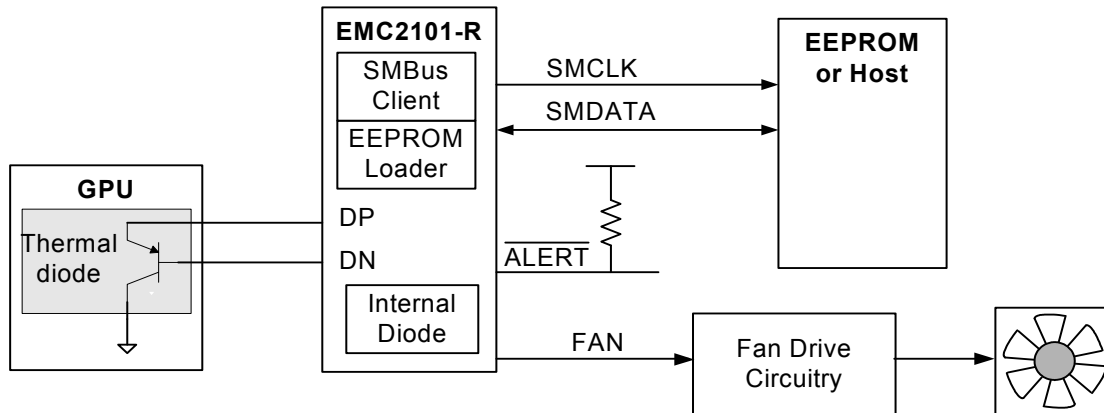 EMC2101-R
SMBus
Client
EEPROM
Loader
SMCLK
SMDATA
EEPROM
or Host
GPU
Thermal
diode
DP
DN
ALERT
Internal
Diode
FAN
Fan Drive
Circuitry